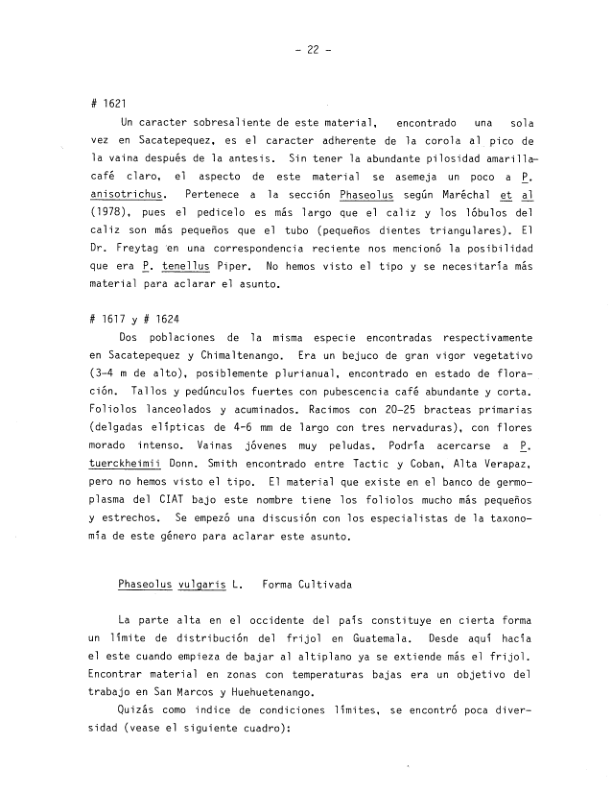 - 22 -
# 1621
Un caracter sobresaliente de este material, encontrado una sola
vez en Sacatepequez, es el caracter adherente de la corola al pico de
la vaina después de la antesis. Sin tener la abundante pilosidad amarilla-
café claro, el aspecto de este material se asemeja un poco a P.
anisotrichus. Pertenece a la sección Phaseolus según Maréchal et al
(1978), pues el pedicelo es más largo que el caliz y los lóbulos del
caliz son más pequeños que el tubo (pequeños dientes triangulares). El
Dr. Freytag en una correspondencia reciente nos mencionó la posibilidad
que era P. tenellus Piper. No hemos visto el tipo y se necesitaría más
material para aclarar el asunto.
# 1617 y # 1624
Dos poblaciones de la misma especie encontradas respectivamente
en Sacatepequez y Chimaltenango. Era un bejuco de gran vigor vegetativo
(3-4 m de alto), posiblemente plurianual, encontrado en estado de flora-
ción. Tallos y pedúnculos fuertes con pubescencia café abundante y corta.
Foliolos lanceolados y acuminados. Racimos con 20-25 bracteas primarias
(delgadas elípticas de 4-6 mm de largo con tres nervaduras), con flores
morado intenso. Vainas jóvenes muy peludas. Podría acercarse a P.
tuerckheimii Donn. Smith encontrado entre Tactic y Coban, Alta Verapaz,
pero no hemos visto el tipo. El material que existe en el banco de germo-
plasma del CIAT bajo este nombre tiene los foliolos mucho más pequeños
y estrechos. Se empezó una discusión con los especialistas de la taxono-
mía de este género para aclarar este asunto.
Phaseolus vulgaris L. Forma Cultivada
La parte alta en el occidente del país constituye en cierta forma
un límite de distribución del frijol en Guatemala. Desde aquí hacía
el este cuando empieza de bajar al altiplano ya se extiende más el frijol.
Encontrar material en zonas con temperaturas bajas era un objetivo del
trabajo en San Marcos y Huehuetenango.
Quizás como indice de condiciones límites, se encontró poca diver-
sidad (vease el siguiente cuadro):